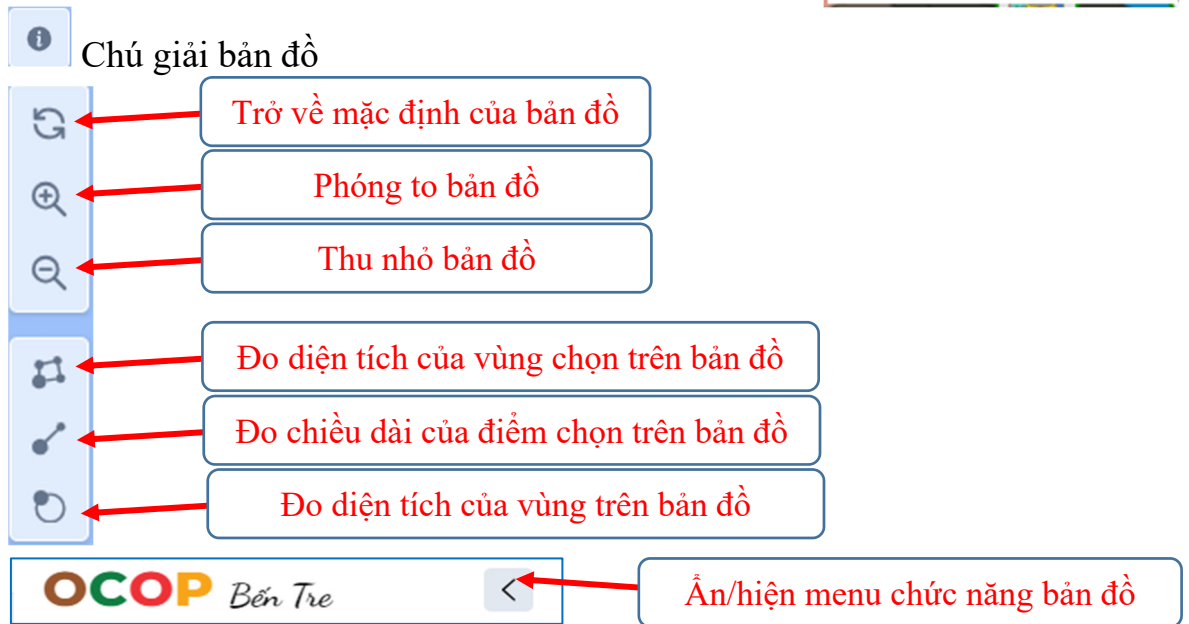 Chú giải bản đồ
Trở về mặc định của bản đồ
Phóng to bản đồ
Thu nhỏ bản đồ
Đo diện tích của vùng chọn trên bản đồ
Đo chiều dài của điểm chọn trên bản đồ
Đo diện tích của vùng trên bản đồ
OCOP Bến Tre
Ẩn/hiện menu chức năng bản đồ